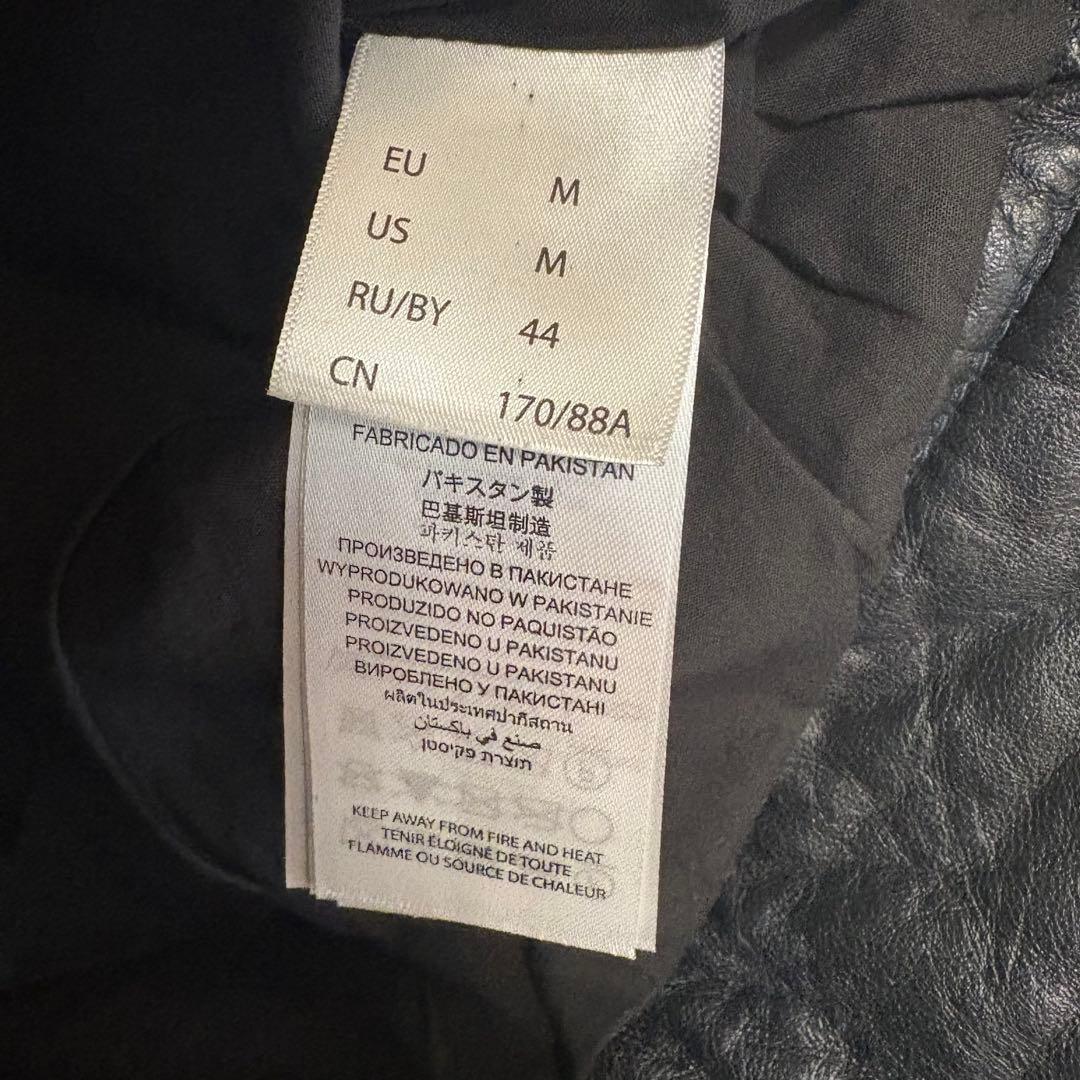 EU M
US M
RU/BY 44
CN 170/88A
FABRICADO EN PAKISTAN
パキスタン製
巴基斯坦制造
파키스탄 제품
ПРОИЗВЕДЕНО В ПАКИСТАНЕ
WYPRODUKOWANO W PAKISTANIE
PRODUZIDO NO PAQUISTÃO
PROIZVEDENO U PAKISTANU
PROIZVEDENO U PAKISTANU
ВИРОБЛЕНО У ПАКИСТАНІ
ผลิตในประเทศปากีสถาน
صنع في باكستان
תוצרת פקיסטן
KEEP AWAY FROM FIRE AND HEAT
TENIR ÉLOIGNÉ DE TOUTE
FLAMME OU SOURCE DE CHALEUR